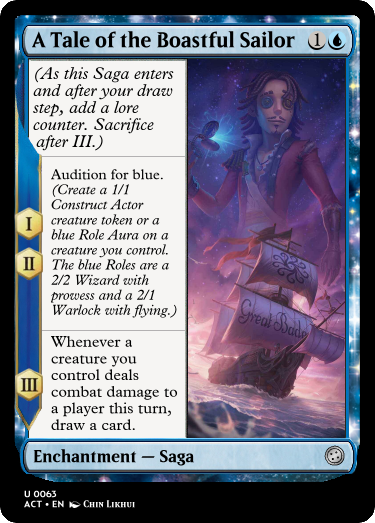 A Tale of the Boastful Sailor 1
(As this Saga enters
and after your draw
step, add a lore
counter. Sacrifice
after III.)
I
II
Audition for blue.
(Create a 1/1
Construct Actor
creature token or a
blue Role Aura on a
creature you control.
The blue Roles are a
2/2 Wizard with
prowess and a 2/1
Warlock with flying.)
III
Whenever a
creature you
control deals
combat damage to
a player this turn,
draw a card.
Enchantment — Saga
U 0063
ACT • EN Chin Likhui